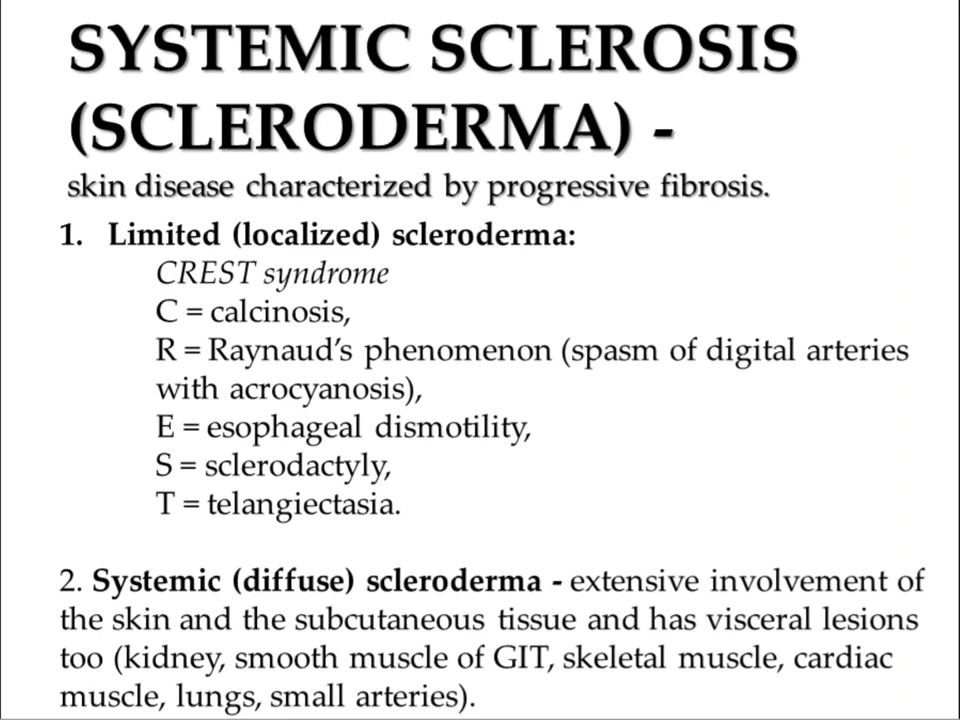 SYSTEMIC SCLEROSIS
(SCLERODERMA) -
skin disease characterized by progressive fibrosis.
1. Limited (localized) scleroderma:
CREST syndrome
C = calcinosis,
R = Raynaud’s phenomenon (spasm of digital arteries
with acrocyanosis),
E = esophageal dismotility,
S = sclerodactyly,
T = telangiectasia.
2. Systemic (diffuse) scleroderma - extensive involvement of
the skin and the subcutaneous tissue and has visceral lesions
too (kidney, smooth muscle of GIT, skeletal muscle, cardiac
muscle, lungs, small arteries).